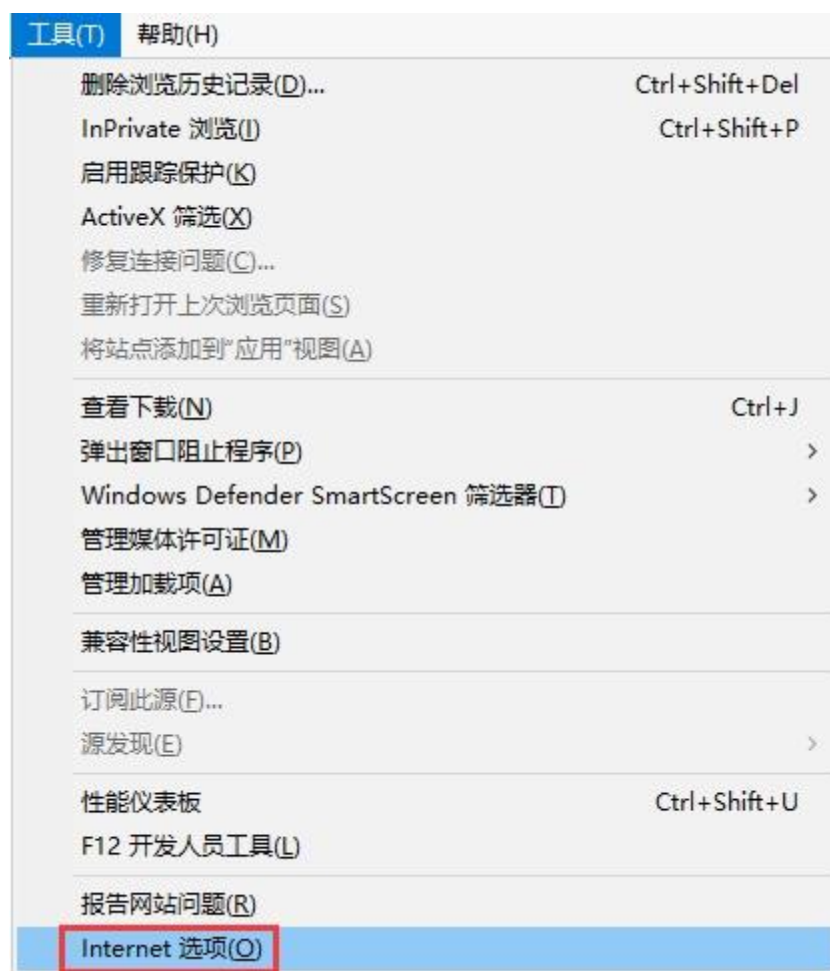 工具(T) 帮助(H)
删除浏览历史记录(D)... Ctrl+Shift+Del
InPrivate 浏览(I) Ctrl+Shift+P
启用跟踪保护(K)
ActiveX 筛选(X)
修复连接问题(C)...
重新打开上次浏览页面(S)
将站点添加到“应用”视图(A)
查看下载(N) Ctrl+J
弹出窗口阻止程序(P)
Windows Defender SmartScreen 筛选器(T)
管理媒体许可证(M)
管理加载项(A)
兼容性视图设置(B)
订阅此源(F)...
源发现(E)
性能仪表板 Ctrl+Shift+U
F12 开发人员工具(L)
报告网站问题(R)
Internet 选项(O)